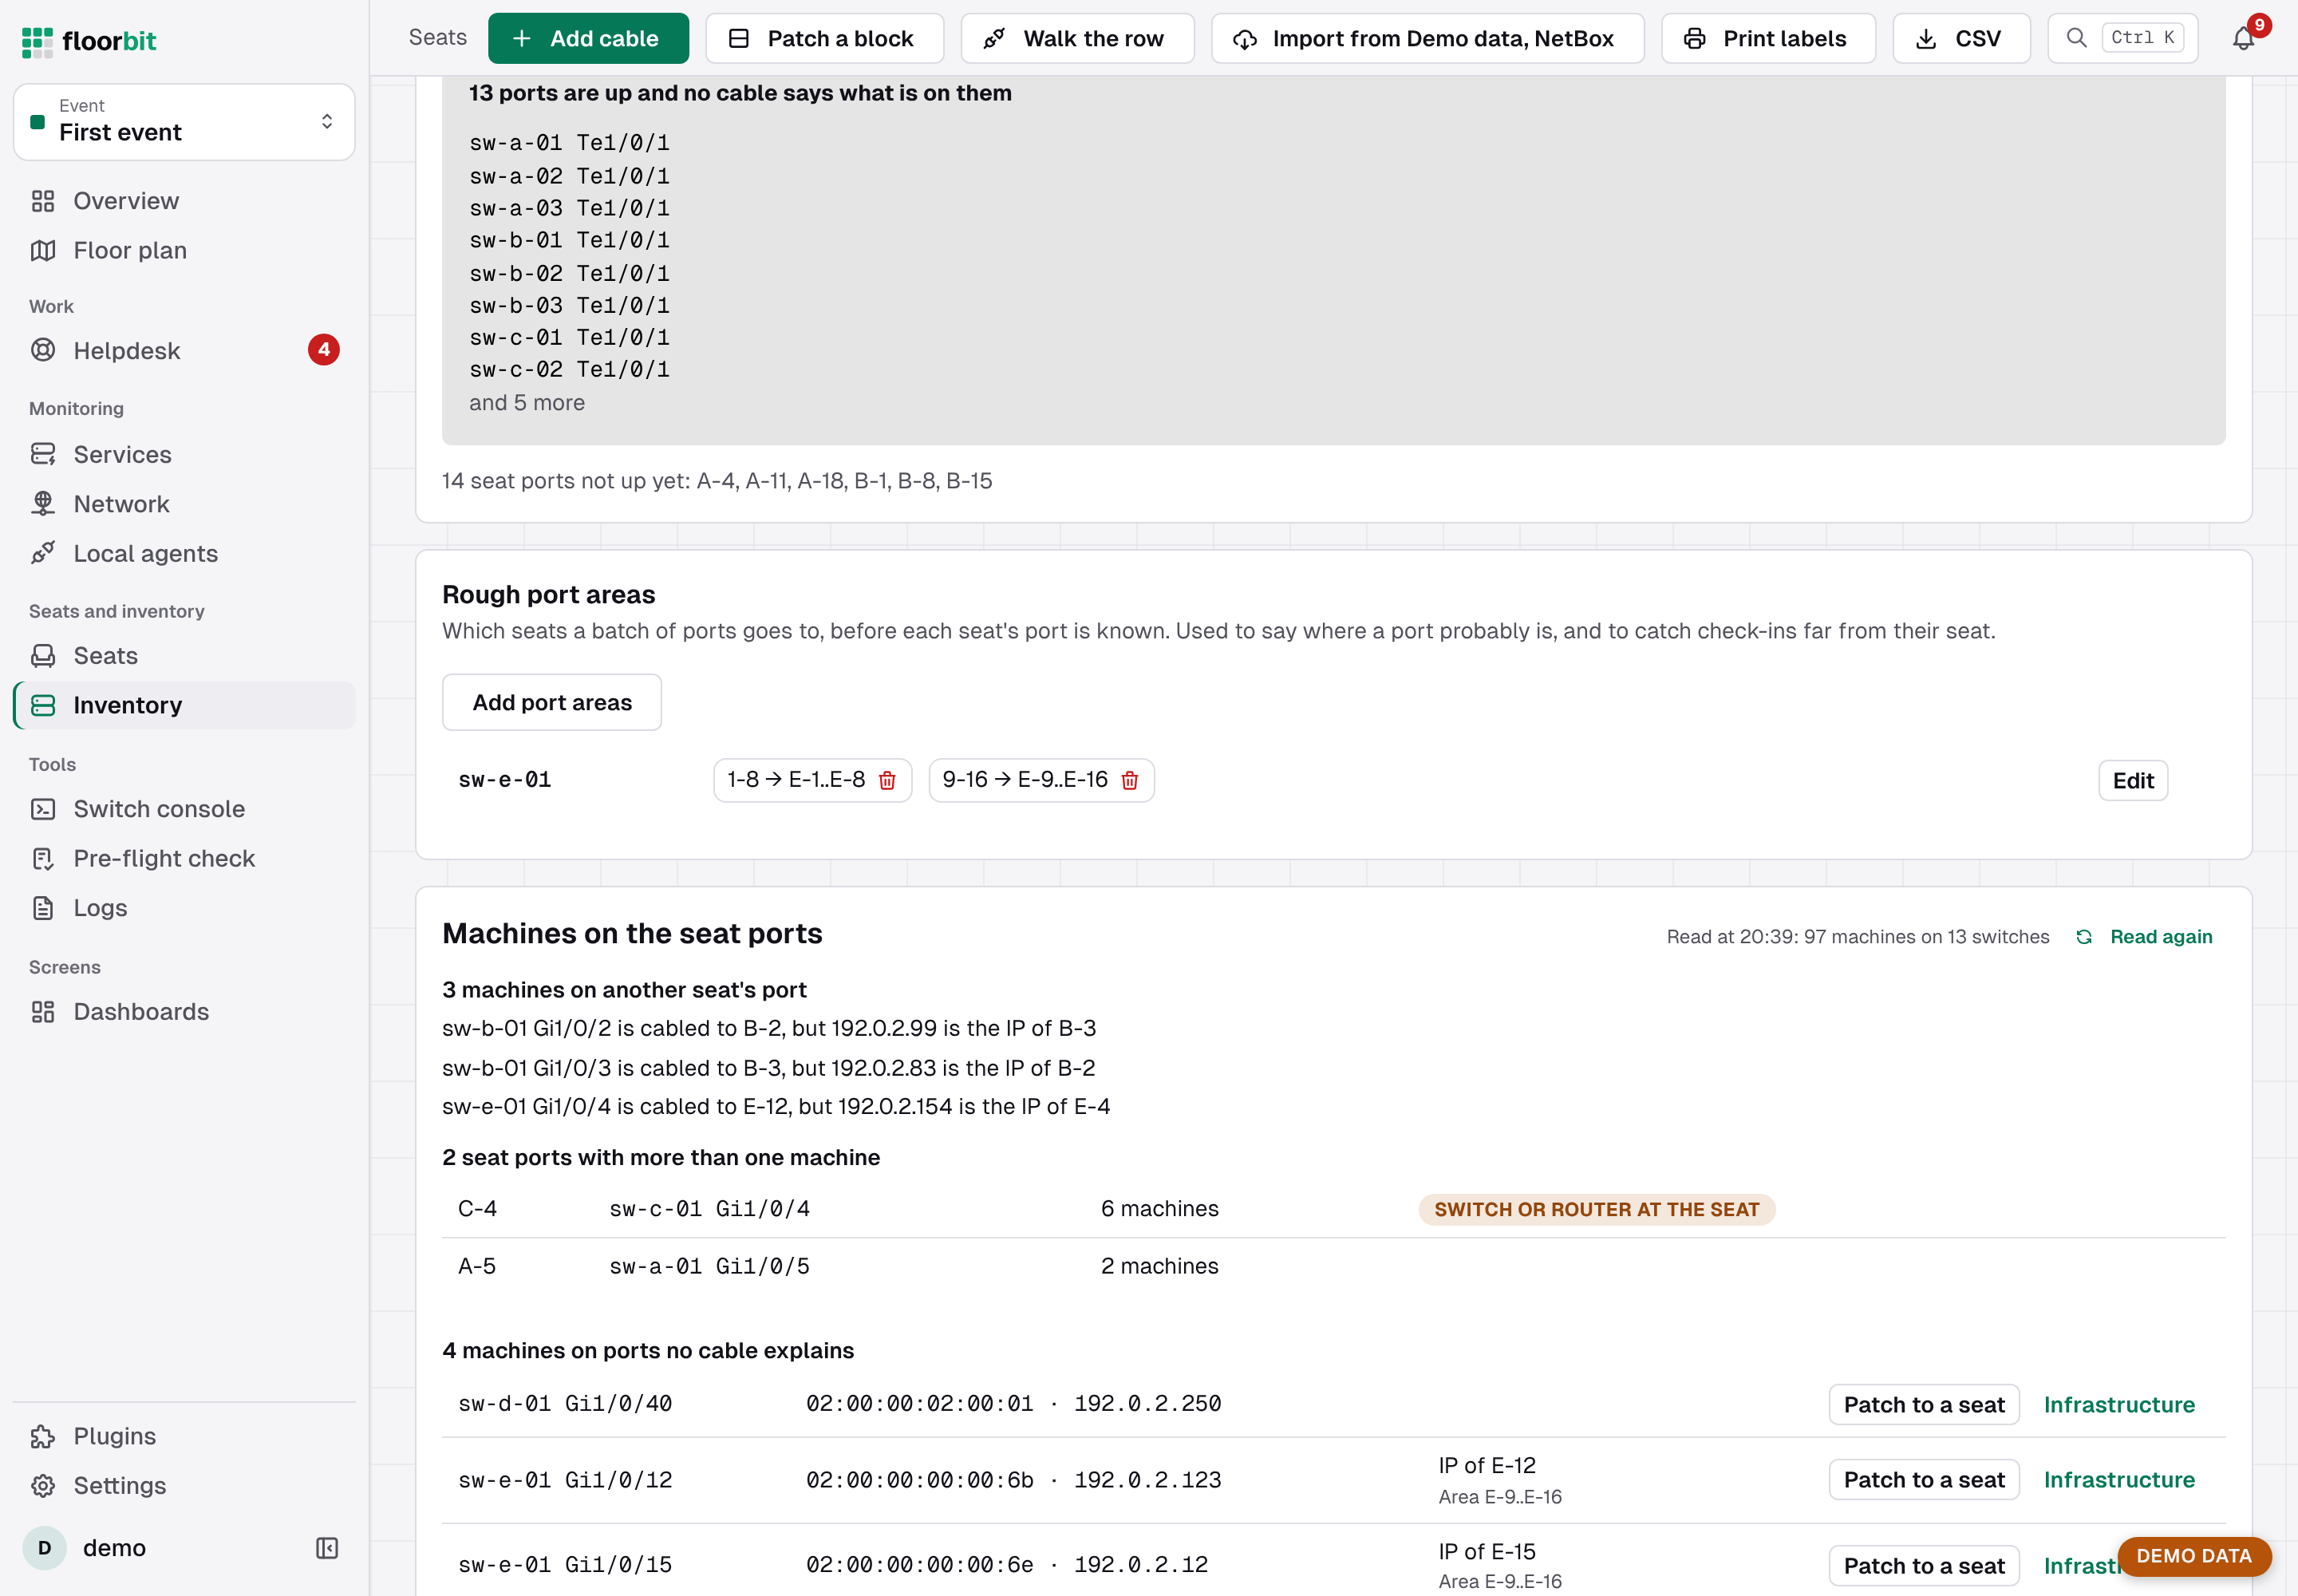 floorbit
Event
First event
Overview
Floor plan
Work
Helpdesk 4
Monitoring
Services
Network
Local agents
Seats and inventory
Seats
Inventory
Tools
Switch console
Pre-flight check
Logs
Screens
Dashboards
Plugins
Settings
D demo
Seats
Add cable
Patch a block
Walk the row
Import from Demo data, NetBox
Print labels
CSV
Ctrl K
9
13 ports are up and no cable says what is on them
sw-a-01 Te1/0/1
sw-a-02 Te1/0/1
sw-a-03 Te1/0/1
sw-b-01 Te1/0/1
sw-b-02 Te1/0/1
sw-b-03 Te1/0/1
sw-c-01 Te1/0/1
sw-c-02 Te1/0/1
and 5 more
14 seat ports not up yet: A-4, A-11, A-18, B-1, B-8, B-15
Rough port areas
Which seats a batch of ports goes to, before each seat's port is known. Used to say where a port probably is, and to catch check-ins far from their seat.
Add port areas
sw-e-01 1-8 → E-1..E-8 9-16 → E-9..E-16 Edit
Machines on the seat ports
Read at 20:39: 97 machines on 13 switches Read again
3 machines on another seat's port
sw-b-01 Gi1/0/2 is cabled to B-2, but 192.0.2.99 is the IP of B-3
sw-b-01 Gi1/0/3 is cabled to B-3, but 192.0.2.83 is the IP of B-2
sw-e-01 Gi1/0/4 is cabled to E-12, but 192.0.2.154 is the IP of E-4
2 seat ports with more than one machine
C-4 sw-c-01 Gi1/0/4 6 machines SWITCH OR ROUTER AT THE SEAT
A-5 sw-a-01 Gi1/0/5 2 machines
4 machines on ports no cable explains
sw-d-01 Gi1/0/40 02:00:00:02:00:01 · 192.0.2.250 Patch to a seat Infrastructure
sw-e-01 Gi1/0/12 02:00:00:00:00:6b · 192.0.2.123 IP of E-12 Patch to a seat Infrastructure
Area E-9..E-16
sw-e-01 Gi1/0/15 02:00:00:00:00:6e · 192.0.2.12 IP of E-15 Patch to a seat
Area E-9..E-16
DEMO DATA